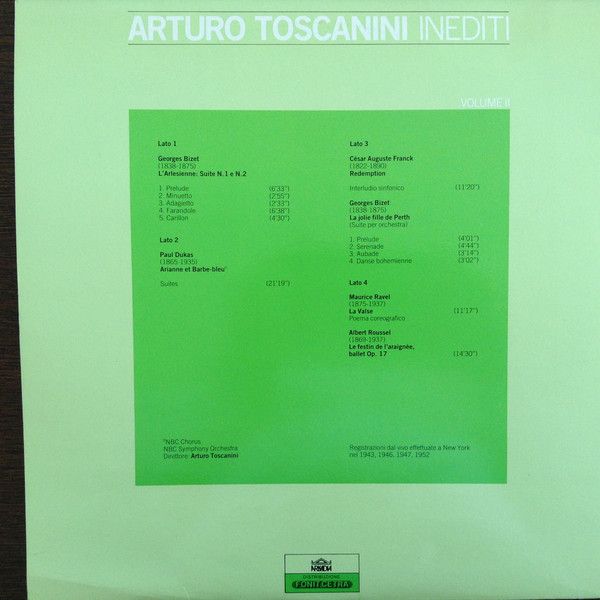 ARTURO TOSCANINI INEDITI
VOLUME II
Lato 1
Georges Bizet
(1838-1875)
L'Arlesienne: Suite N.1 e N.2
1. Prelude (6'33")
2. Minuetto (2'55")
3. Adagietto (2'33")
4. Farandole (6'38")
5. Carillon (4'30")
Lato 2
Paul Dukas
(1865-1935)
Arianne et Barbe-bleu°
Suites (21'19")
°NBC Chorus
NBC Symphony Orchestra
Direttore: Arturo Toscanini
Lato 3
César Auguste Franck
(1822-1890)
Redemption
Interludio sinfonico (11'20")
Georges Bizet
(1838-1875)
La jolie fille de Perth
(Suite per orchestra)
1. Prelude (4'01")
2. Serenade (4'44")
3. Aubade (3'14")
4. Danse bohemienne (3'02")
Lato 4
Maurice Ravel
(1875-1937)
La Valse (11'17")
Poema coreografico
Albert Roussel
(1869-1937)
Le festin de l'araignée,
ballet Op. 17 (14'30")
Registrazioni dal vivo effettuate a New York
nel 1943, 1946, 1947, 1952
DISTRIBUZIONE
FONIT-CETRA